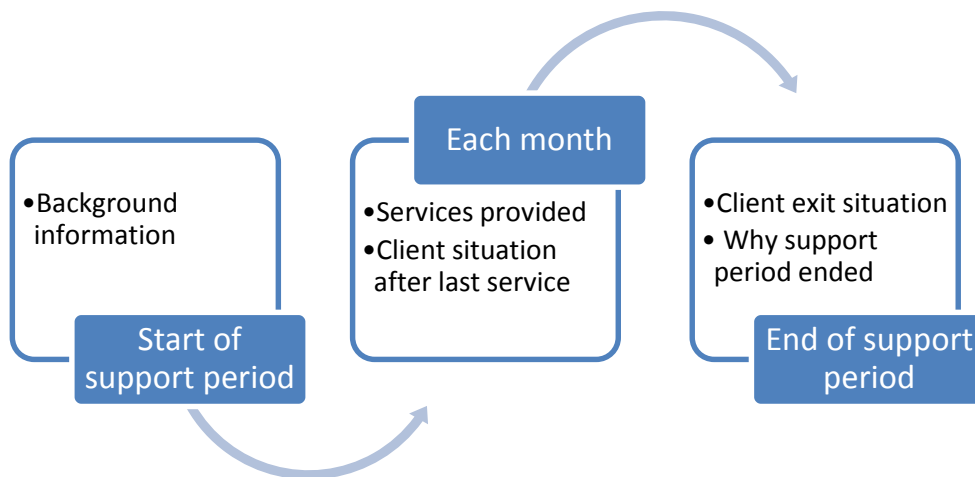 •Background
information
Start of
support period
Each month
•Services provided
•Client situation
after last service
•Client exit situation
• Why support
period ended
End of support
period